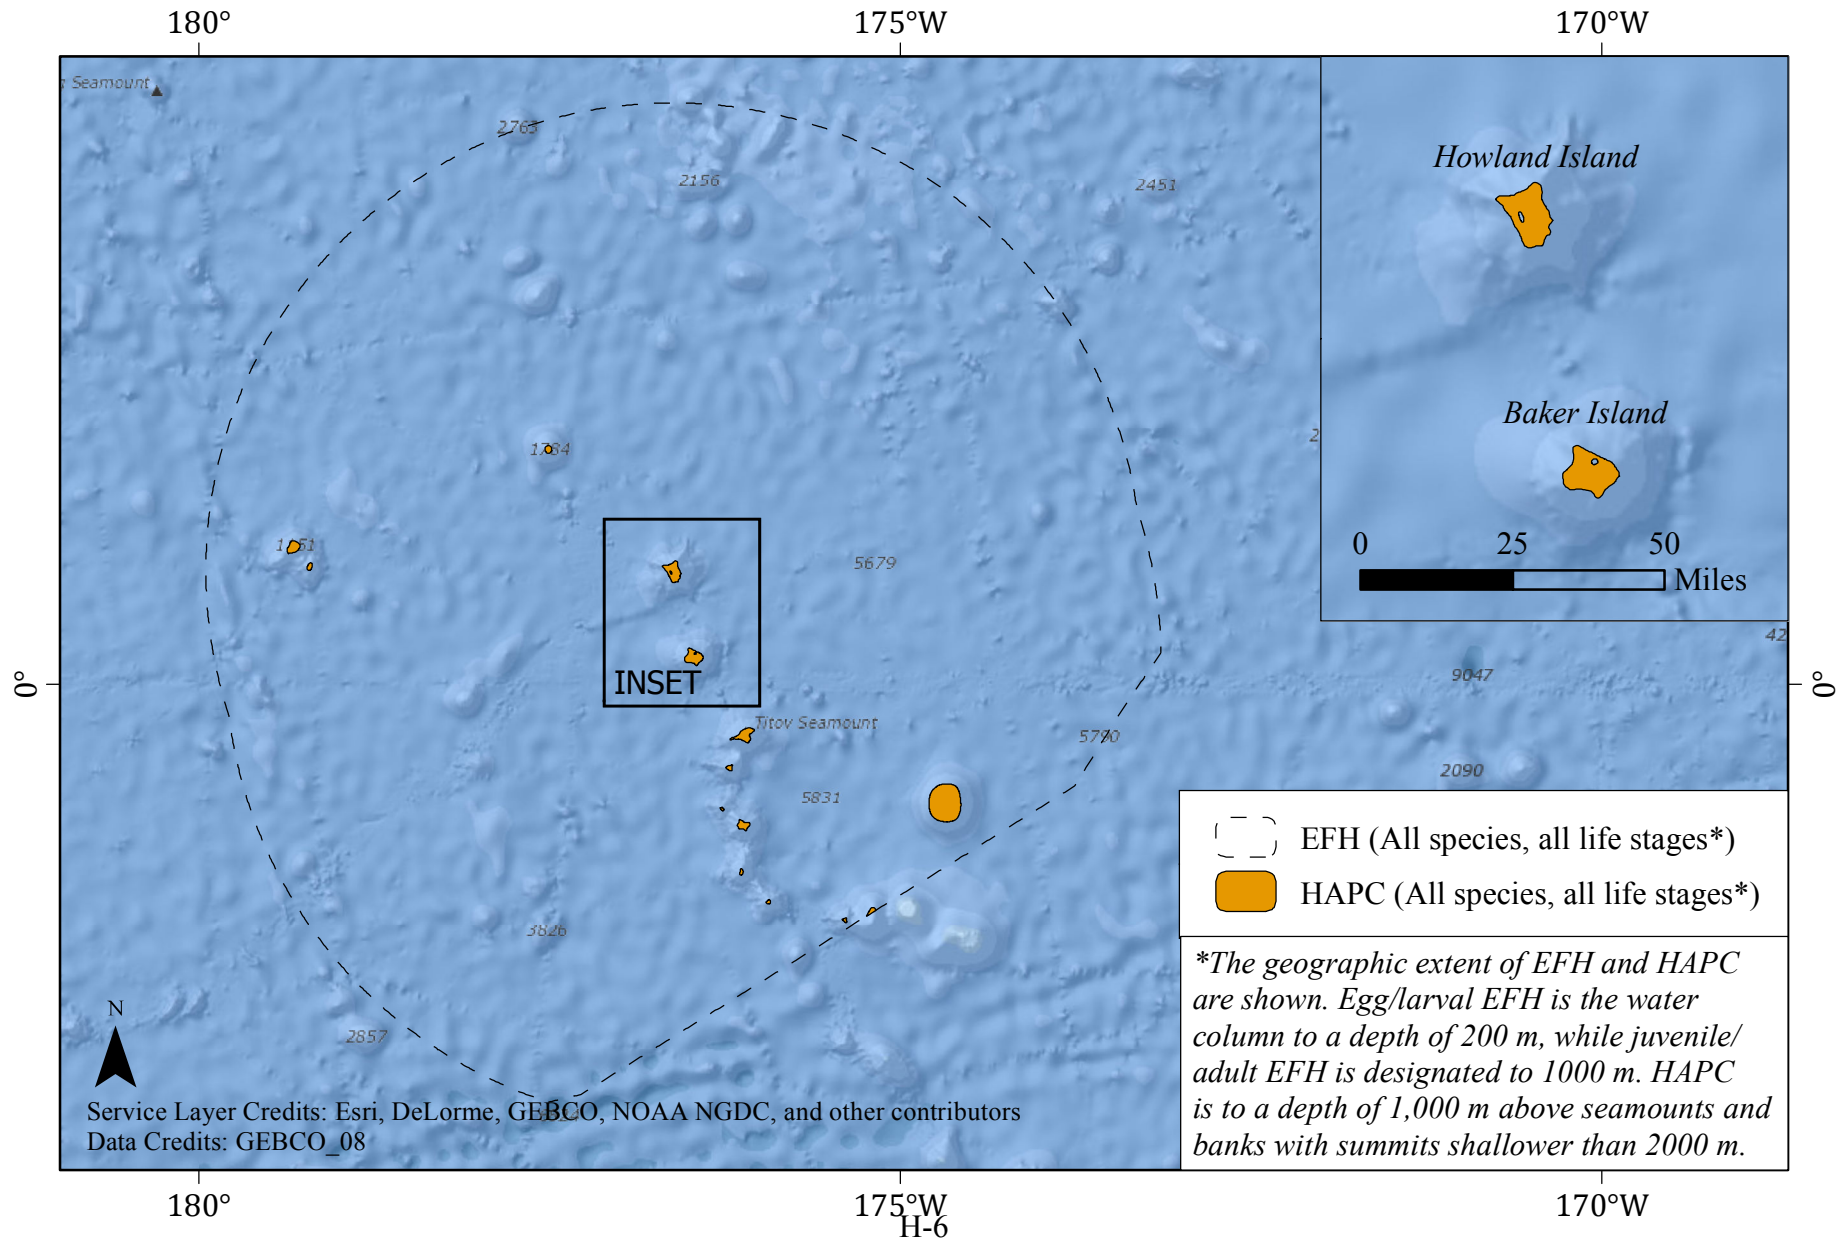 180°
175°W
170°W
Seamount
2763
2156
2451
Howland Island
Baker Island
0
25
50
Miles
1784
5679
INSET
0°
0°
9047
42
Titov Seamount
5790
2090
5831
EFH (All species, all life stages*)
HAPC (All species, all life stages*)
3826
2857
*The geographic extent of EFH and HAPC
are shown. Egg/larval EFH is the water
column to a depth of 200 m, while juvenile/
adult EFH is designated to 1000 m. HAPC
is to a depth of 1,000 m above seamounts and
banks with summits shallower than 2000 m.
N
Service Layer Credits: Esri, DeLorme, GEBCO, NOAA NGDC, and other contributors
Data Credits: GEBCO_08
180°
175°W
170°W
H-6